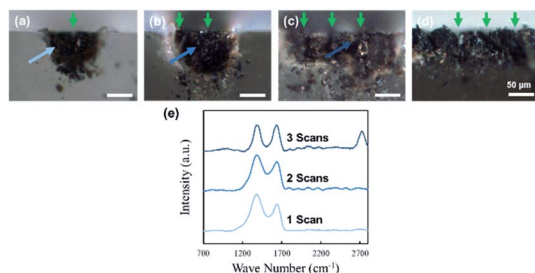 (a)
(b)
(c)
(d)
50 µm
(e)
3 Scans
2 Scans
1 Scan
Intensity (a.u.)
700 1200 1700 2200 2700
Wave Number (cm⁻¹)